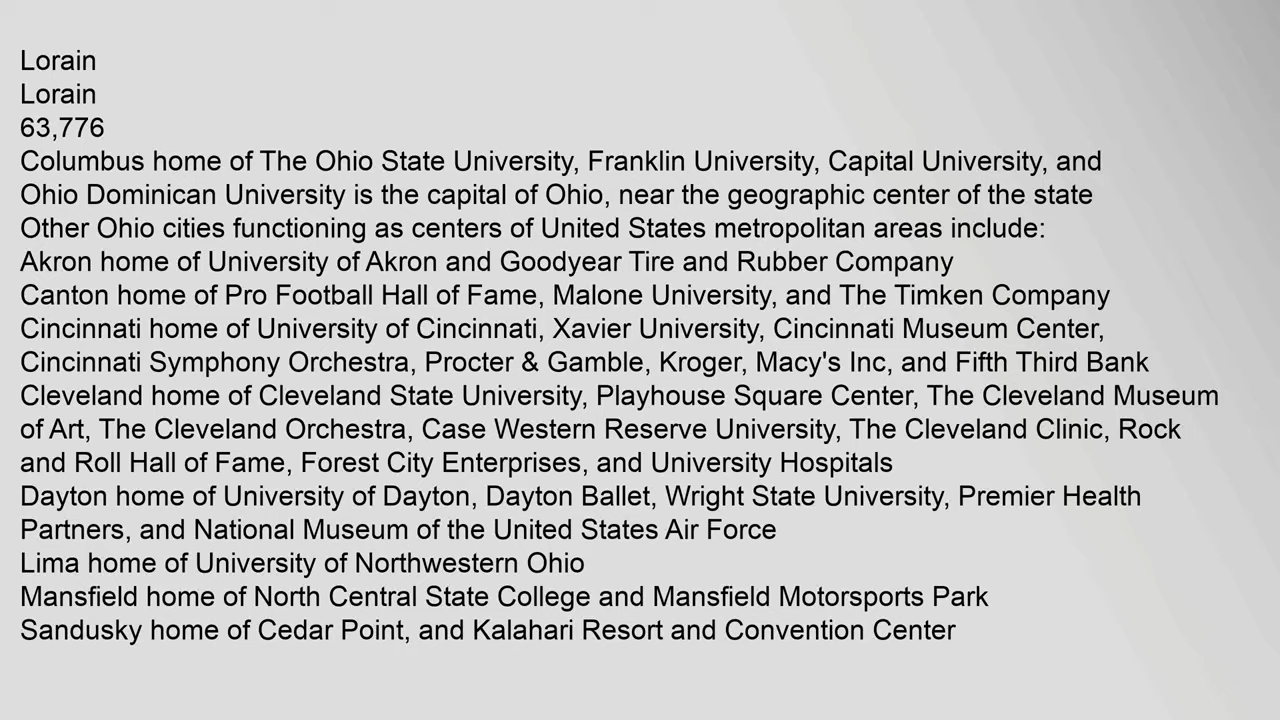 Lorain
Lorain
63,776
Columbus home of The Ohio State University, Franklin University, Capital University, and
Ohio Dominican University is the capital of Ohio, near the geographic center of the state
Other Ohio cities functioning as centers of United States metropolitan areas include:
Akron home of University of Akron and Goodyear Tire and Rubber Company
Canton home of Pro Football Hall of Fame, Malone University, and The Timken Company
Cincinnati home of University of Cincinnati, Xavier University, Cincinnati Museum Center,
Cincinnati Symphony Orchestra, Procter & Gamble, Kroger, Macy's Inc, and Fifth Third Bank
Cleveland home of Cleveland State University, Playhouse Square Center, The Cleveland Museum
of Art, The Cleveland Orchestra, Case Western Reserve University, The Cleveland Clinic, Rock
and Roll Hall of Fame, Forest City Enterprises, and University Hospitals
Dayton home of University of Dayton, Dayton Ballet, Wright State University, Premier Health
Partners, and National Museum of the United States Air Force
Lima home of University of Northwestern Ohio
Mansfield home of North Central State College and Mansfield Motorsports Park
Sandusky home of Cedar Point, and Kalahari Resort and Convention Center